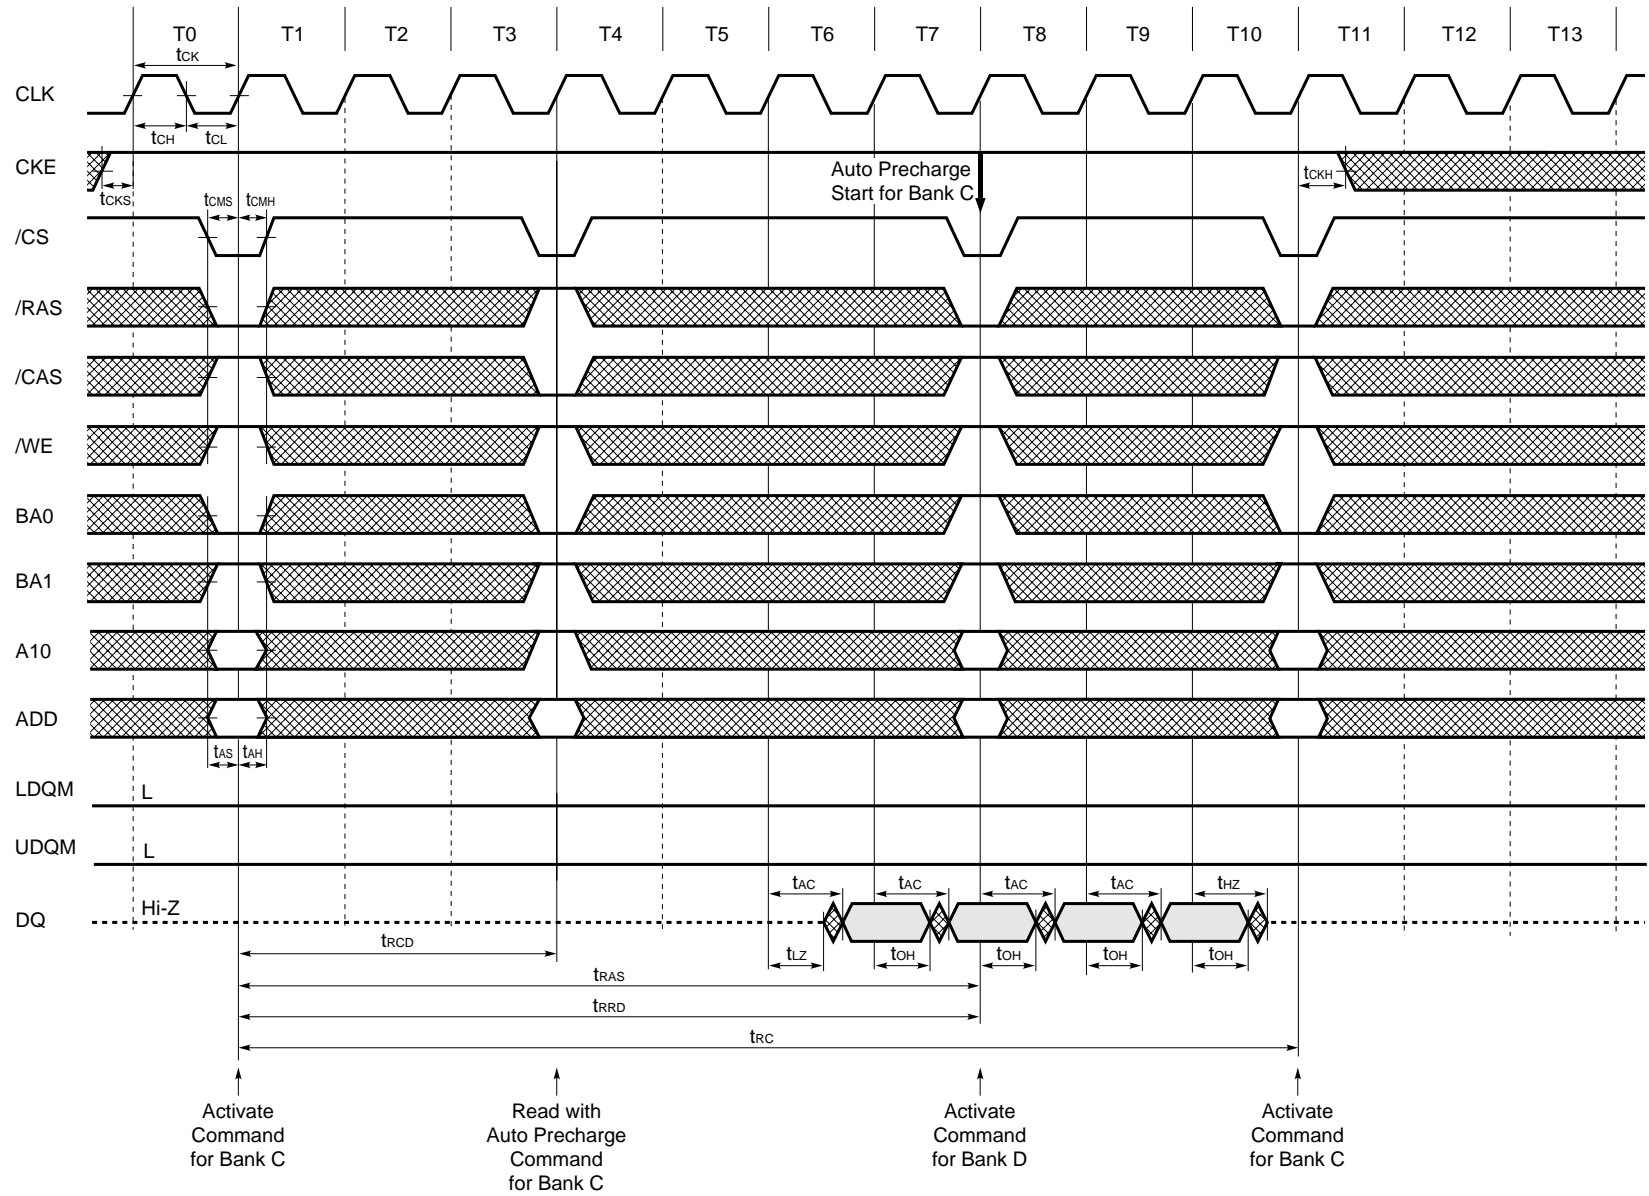 T0 T1 T2 T3 T4 T5 T6 T7 T8 T9 T10 T11 T12 T13
tCK
CLK
tCH tCL
CKE
Auto Precharge
Start for Bank C
tCKH
tCKS tCMS tCMH
/CS
/RAS
/CAS
/WE
BA0
BA1
A10
ADD
tAS tAH
LDQM L
UDQM L
tAC tAC tAC tAC tHZ
DQ Hi-Z
tRCD
tLZ tOH tOH tOH tOH
tRAS
tRRD
tRC
Activate
Command
for Bank C
Read with
Auto Precharge
Command
for Bank C
Activate
Command
for Bank D
Activate
Command
for Bank C